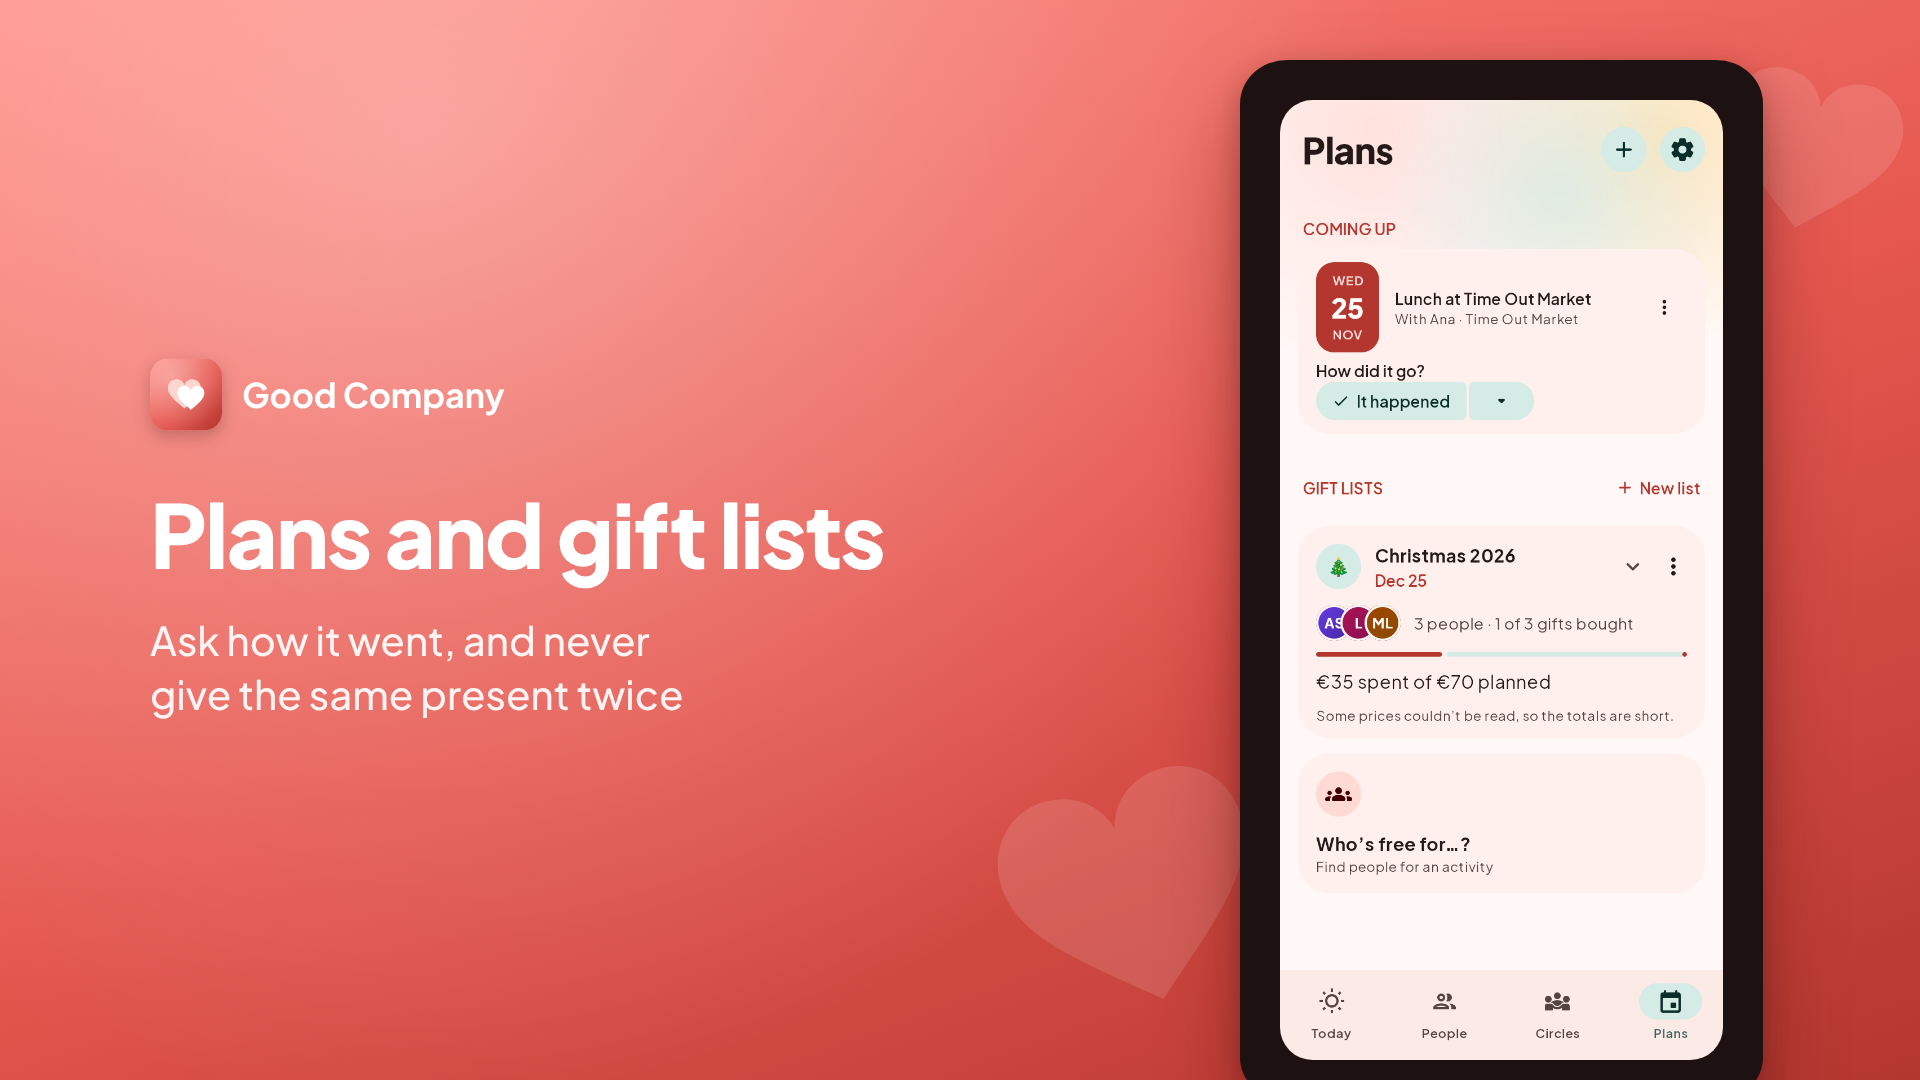 Good Company
Plans and gift lists
Ask how it went, and never
give the same present twice
Plans
COMING UP
WED
25
NOV
Lunch at Time Out Market
With Ana · Time Out Market
How did it go?
It happened
GIFT LISTS
+ New list
Christmas 2026
Dec 25
AS
L
ML
3 people · 1 of 3 gifts bought
€35 spent of €70 planned
Some prices couldn’t be read, so the totals are short.
Who’s free for…?
Find people for an activity
Today
People
Circles
Plans